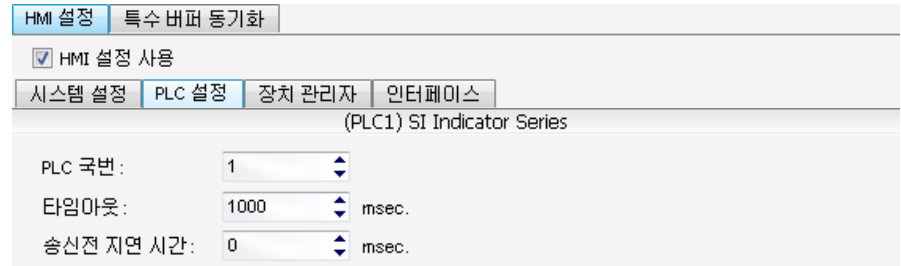 HMI 설정 특수 버퍼 동기화
HMI 설정 사용
시스템 설정 PLC 설정 장치 관리자 인터페이스
(PLC1) SI Indicator Series
PLC 국번 : 1
타임아웃 : 1000 msec.
송신전 지연 시간 : 0 msec.